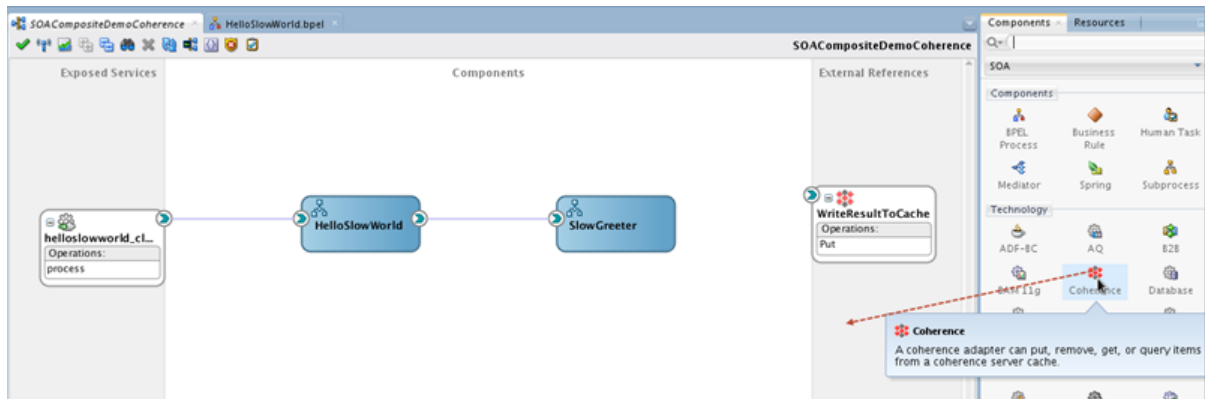 SOACompositeDemoCoherence
HelloSlowWorld.bpel
Components
Resources
SOACompositeDemoCoherence
SOA
Exposed Services
Components
External References
Components
BPEL Process
Business Rule
Human Task
Mediator
Spring
Subprocess
Technology
ADF-BC
AQ
B2B
BAM 11g
Coherence
Database
helloslowworld_cl...
Operations:
process
HelloSlowWorld
SlowGreeter
WriteResultToCache
Operations:
Put
Coherence
A coherence adapter can put, remove, get, or query items
from a coherence server cache.